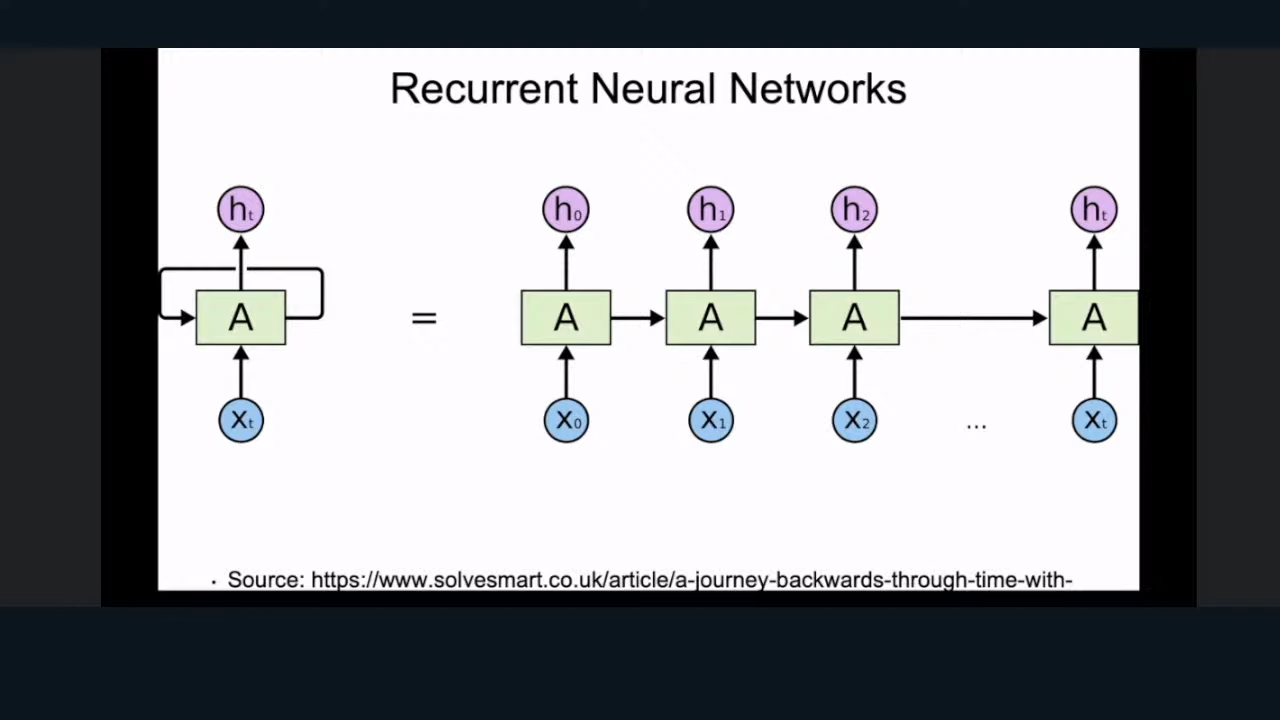 Recurrent Neural Networks
hₜ h₀ h₁ h₂ hₜ
A = A A A A
xₜ x₀ x₁ x₂ ... xₜ
· Source: https://www.solvesmart.co.uk/article/a-journey-backwards-through-time-with-